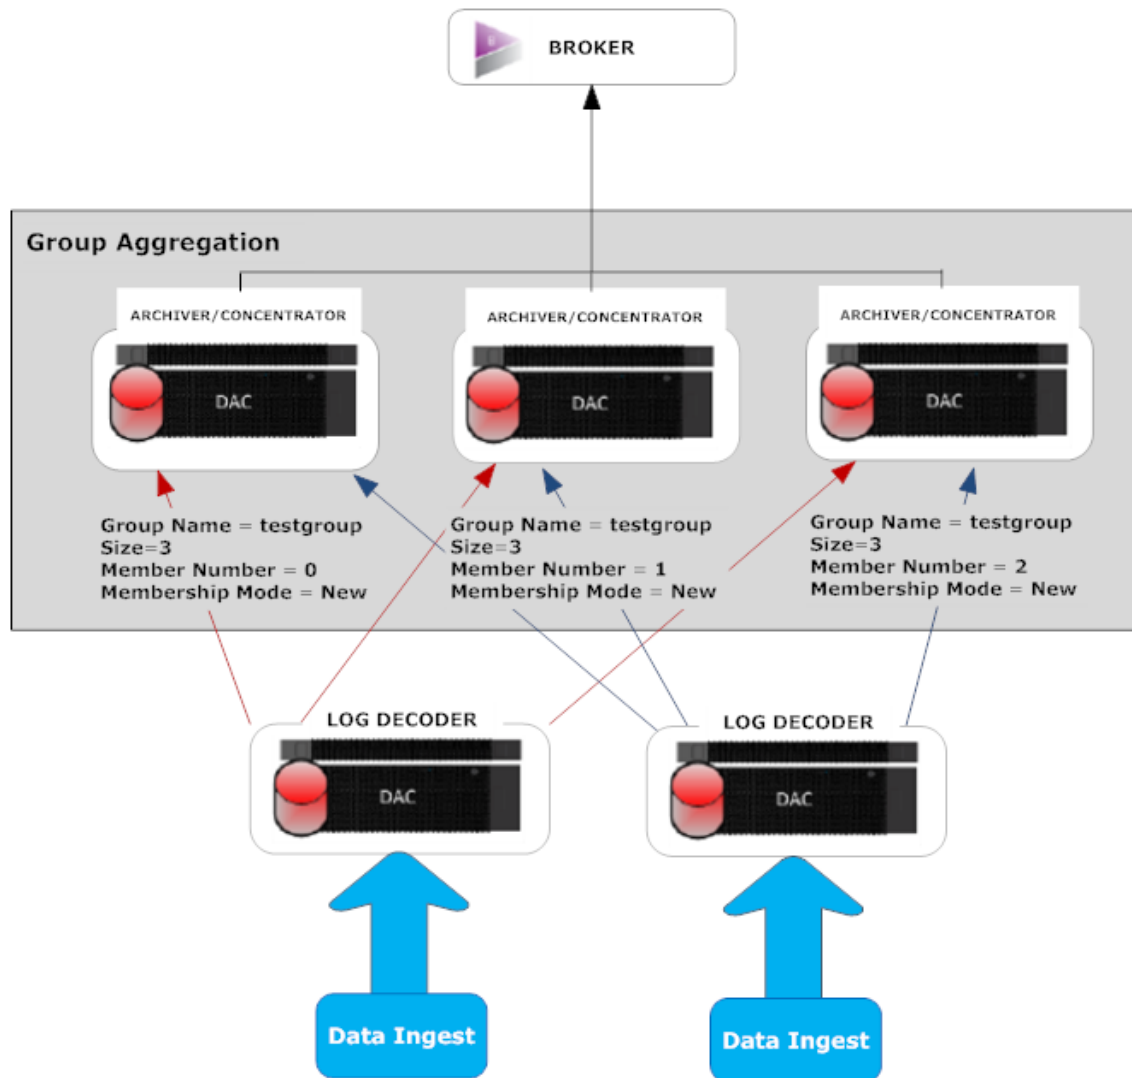 BROKER
Group Aggregation
ARCHIVER/CONCENTRATOR
ARCHIVER/CONCENTRATOR
ARCHIVER/CONCENTRATOR
DAC
DAC
DAC
Group Name = testgroup
Size=3
Member Number = 0
Membership Mode = New
Group Name = testgroup
Size=3
Member Number = 1
Membership Mode = New
Group Name = testgroup
Size=3
Member Number = 2
Membership Mode = New
LOG DECODER
LOG DECODER
DAC
DAC
Data Ingest
Data Ingest